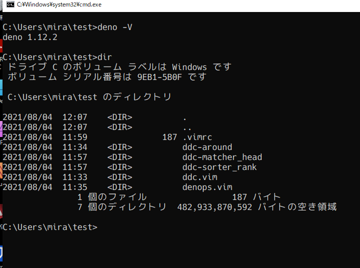 C:¥Windows¥system32¥cmd.exe
C:\Users\mira\test>deno -V
deno 1.12.2
C:\Users\mira\test>dir
ドライブ C のボリューム ラベルは Windows です
ボリューム シリアル番号は 9EB1-5B0F です
C:\Users\mira\test のディレクトリ
2021/08/04 12:07 <DIR> .
2021/08/04 12:07 <DIR> ..
2021/08/04 11:59 187 .vimrc
2021/08/04 11:34 <DIR> ddc-around
2021/08/04 11:57 <DIR> ddc-matcher_head
2021/08/04 11:57 <DIR> ddc-sorter_rank
2021/08/04 11:33 <DIR> ddc.vim
2021/08/04 11:35 <DIR> denops.vim
1 個のファイル 187 バイト
7 個のディレクトリ 482,933,870,592 バイトの空き領域
C:\Users\mira\test>